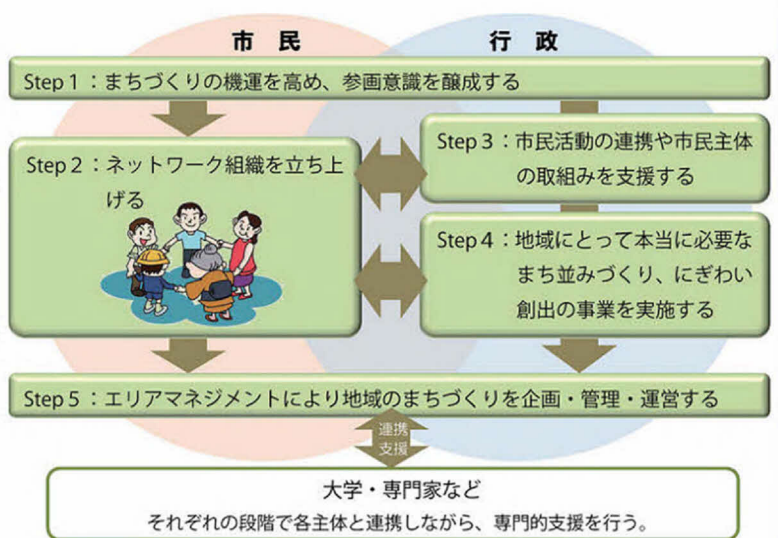 市 民
行 政
Step 1：まちづくりの機運を高め、参画意識を醸成する
Step 2：ネットワーク組織を立ち上
げる
Step 3：市民活動の連携や市民主体
の取組みを支援する
Step 4：地域にとって本当に必要な
まち並みづくり、にぎわい
創出の事業を実施する
Step 5：エリアマネジメントにより地域のまちづくりを企画・管理・運営する
連携
支援
大学・専門家など
それぞれの段階で各主体と連携しながら、専門的支援を行う。